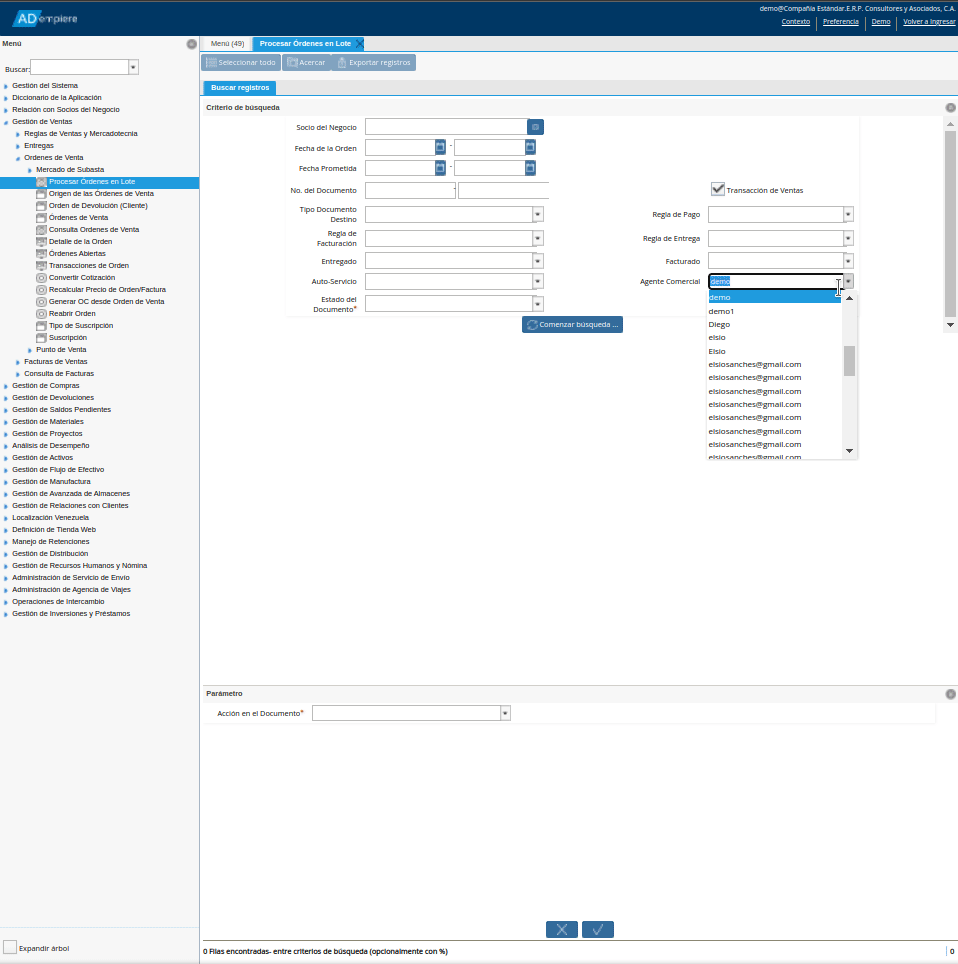 demo@Compañía Estándar.E.R.P. Consultores y Asociados, C.A.
ADempiere
Contexto
Preferencia
Demo
Volver a Ingresar
Menú
Menú (49)
Procesar Órdenes en Lote
Buscar:
Seleccionar todo
Acercar
Exportar registros
Buscar registros
Criterio de búsqueda
Gestión del Sistema
Diccionario de la Aplicación
Relación con Socios del Negocio
Gestión de Ventas
Reglas de Ventas y Mercadotecnia
Entregas
Ordenes de Venta
Mercado de Subasta
Procesar Órdenes en Lote
Origen de las Órdenes de Venta
Orden de Devolución (Cliente)
Órdenes de Venta
Consulta Ordenes de Venta
Detalle de la Orden
Órdenes Abiertas
Transacciones de Orden
Convertir Cotización
Recalcular Precio de Orden/Factura
Generar OC desde Orden de Venta
Reabrir Orden
Tipo de Suscripción
Suscripción
Punto de Venta
Facturas de Ventas
Consulta de Facturas
Gestión de Compras
Gestión de Devoluciones
Gestión de Saldos Pendientes
Gestión de Materiales
Gestión de Proyectos
Análisis de Desempeño
Gestión de Activos
Gestión de Flujo de Efectivo
Gestión de Manufactura
Gestión de Avanzada de Almacenes
Gestión de Relaciones con Clientes
Localización Venezuela
Definición de Tienda Web
Manejo de Retenciones
Gestión de Distribución
Gestión de Recursos Humanos y Nómina
Administración de Servicio de Envío
Administración de Agencia de Viajes
Operaciones de Intercambio
Gestión de Inversiones y Préstamos
Expandir árbol
Socio del Negocio
Fecha de la Orden
-
Fecha Prometida
-
No. del Documento
-
Transacción de Ventas
Tipo Documento
Destino
Regla de Pago
Regla de
Facturación
Regla de Entrega
Entregado
Facturado
Auto-Servicio
Agente Comercial
demo
Estado del
Documento*
Comenzar búsqueda ...
demo
demo1
Diego
elsio
Elsio
elsiosanches@gmail.com
elsiosanches@gmail.com
elsiosanches@gmail.com
elsiosanches@gmail.com
elsiosanches@gmail.com
elsiosanches@gmail.com
elsiosanches@gmail.com
elsiosanches@gmail.com
Parámetro
Acción en el Documento*
0 Filas encontradas- entre criterios de búsqueda (opcionalmente con %)
0